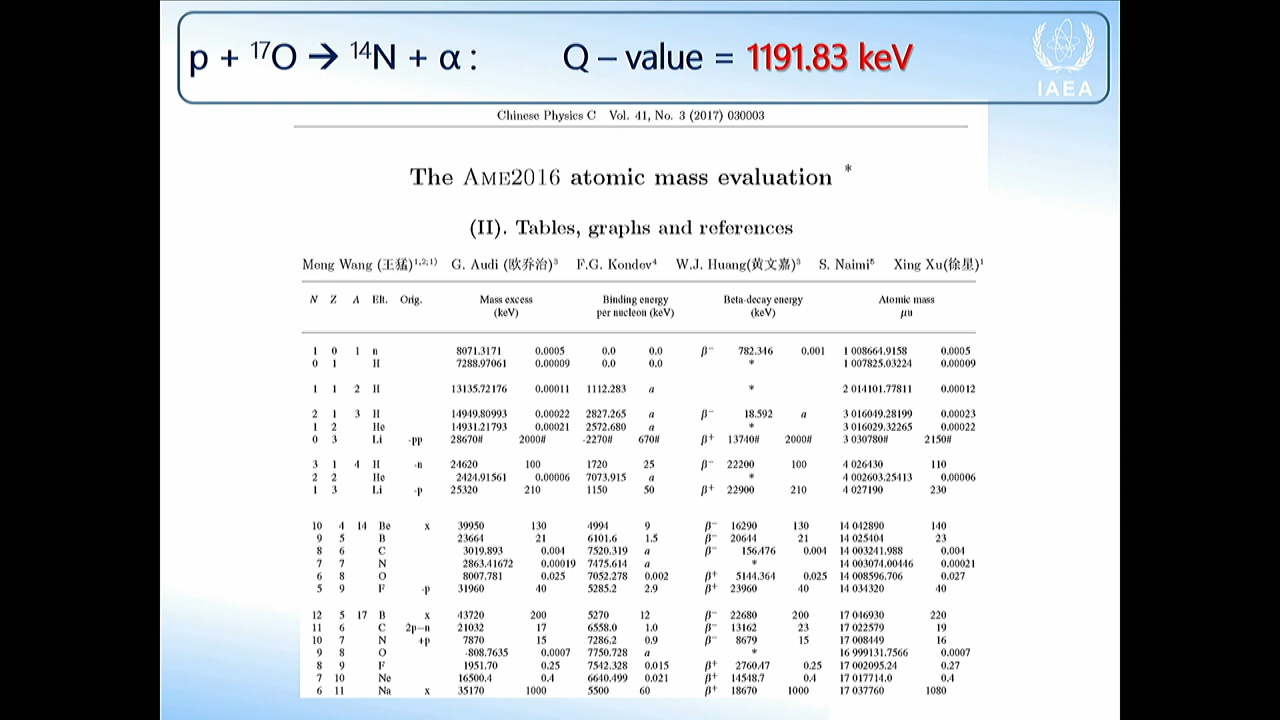 p + ¹⁷O → ¹⁴N + α : Q – value = 1191.83 keV
IAEA
Chinese Physics C Vol. 41, No. 3 (2017) 030003
The AME2016 atomic mass evaluation *
(II). Tables, graphs and references
Meng Wang (王猛)¹,²;¹⁾ G. Audi (欧乔治)³ F.G. Kondev⁴ W.J. Huang(黄文嘉)³ S. Naimi⁵ Xing Xu(徐星)¹
N Z A Elt. Orig. Mass excess Binding energy Beta-decay energy Atomic mass
(keV) per nucleon (keV) (keV) μu
1 0 1 n 8071.3171 0.0005 0.0 0.0 β⁻ 782.346 0.001 1 008664.9158 0.0005
0 1 H 7288.97061 0.00009 0.0 0.0 * 1 007825.03224 0.00009
1 1 2 H 13135.72176 0.00011 1112.283 a * 2 014101.77811 0.00012
2 1 3 H 14949.80993 0.00022 2827.265 a β⁻ 18.592 a 3 016049.28199 0.00023
1 2 He 14931.21793 0.00021 2572.680 a * 3 016029.32265 0.00022
0 3 Li -pp 28670# 2000# -2270# 670# β⁺ 13740# 2000# 3 030780# 2150#
3 1 4 H -n 24620 100 1720 25 β⁻ 22200 100 4 026430 110
2 2 He 2424.91561 0.00006 7073.915 a * 4 002603.25413 0.00006
1 3 Li -p 25320 210 1150 50 β⁺ 22900 210 4 027190 230
10 4 14 Be x 39950 130 4994 9 β⁻ 16290 130 14 042890 140
9 5 B 23664 21 6101.6 1.5 β⁻ 20644 21 14 025404 23
8 6 C 3019.893 0.004 7520.319 a β⁻ 156.476 0.004 14 003241.988 0.004
7 7 N 2863.41672 0.00019 7475.614 a * 14 003074.00446 0.00021
6 8 O 8007.781 0.025 7052.278 0.002 β⁺ 5144.364 0.025 14 008596.706 0.027
5 9 F -p 31960 40 5285.2 2.9 β⁺ 23960 40 14 034320 40
12 5 17 B x 43720 200 5270 12 β⁻ 22680 200 17 046930 220
11 6 C 2p-n 21032 17 6558.0 1.0 β⁻ 13162 23 17 022579 19
10 7 N +p 7870 15 7286.2 0.9 β⁻ 8679 15 17 008449 16
9 8 O -808.7635 0.0007 7750.728 a * 16 999131.7566 0.0007
8 9 F 1951.70 0.25 7542.328 0.015 β⁺ 2760.47 0.25 17 002095.24 0.27
7 10 Ne 16500.4 0.4 6640.499 0.021 β⁺ 14548.7 0.4 17 017714.0 0.4
6 11 Na x 35170 1000 5500 60 β⁺ 18670 1000 17 037760 1080